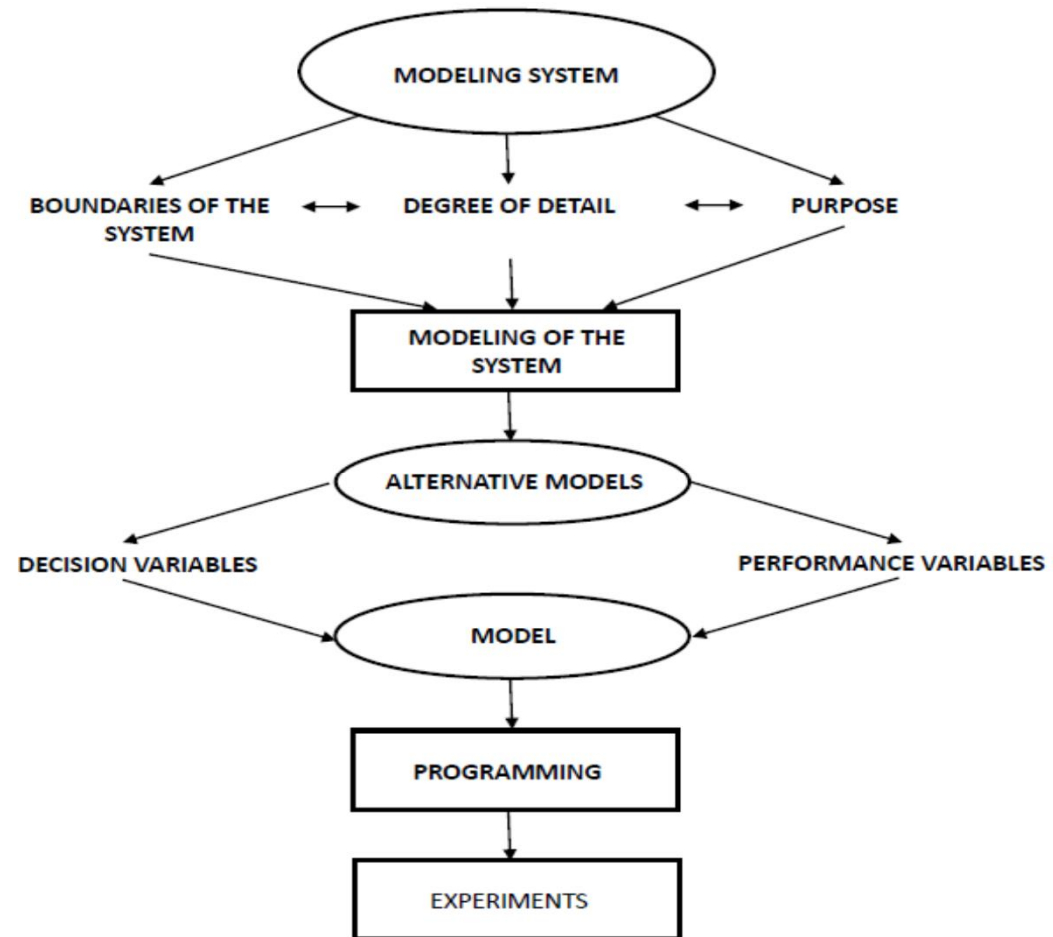 MODELING SYSTEM
BOUNDARIES OF THE
SYSTEM
DEGREE OF DETAIL
PURPOSE
MODELING OF THE
SYSTEM
ALTERNATIVE MODELS
DECISION VARIABLES
PERFORMANCE VARIABLES
MODEL
PROGRAMMING
EXPERIMENTS